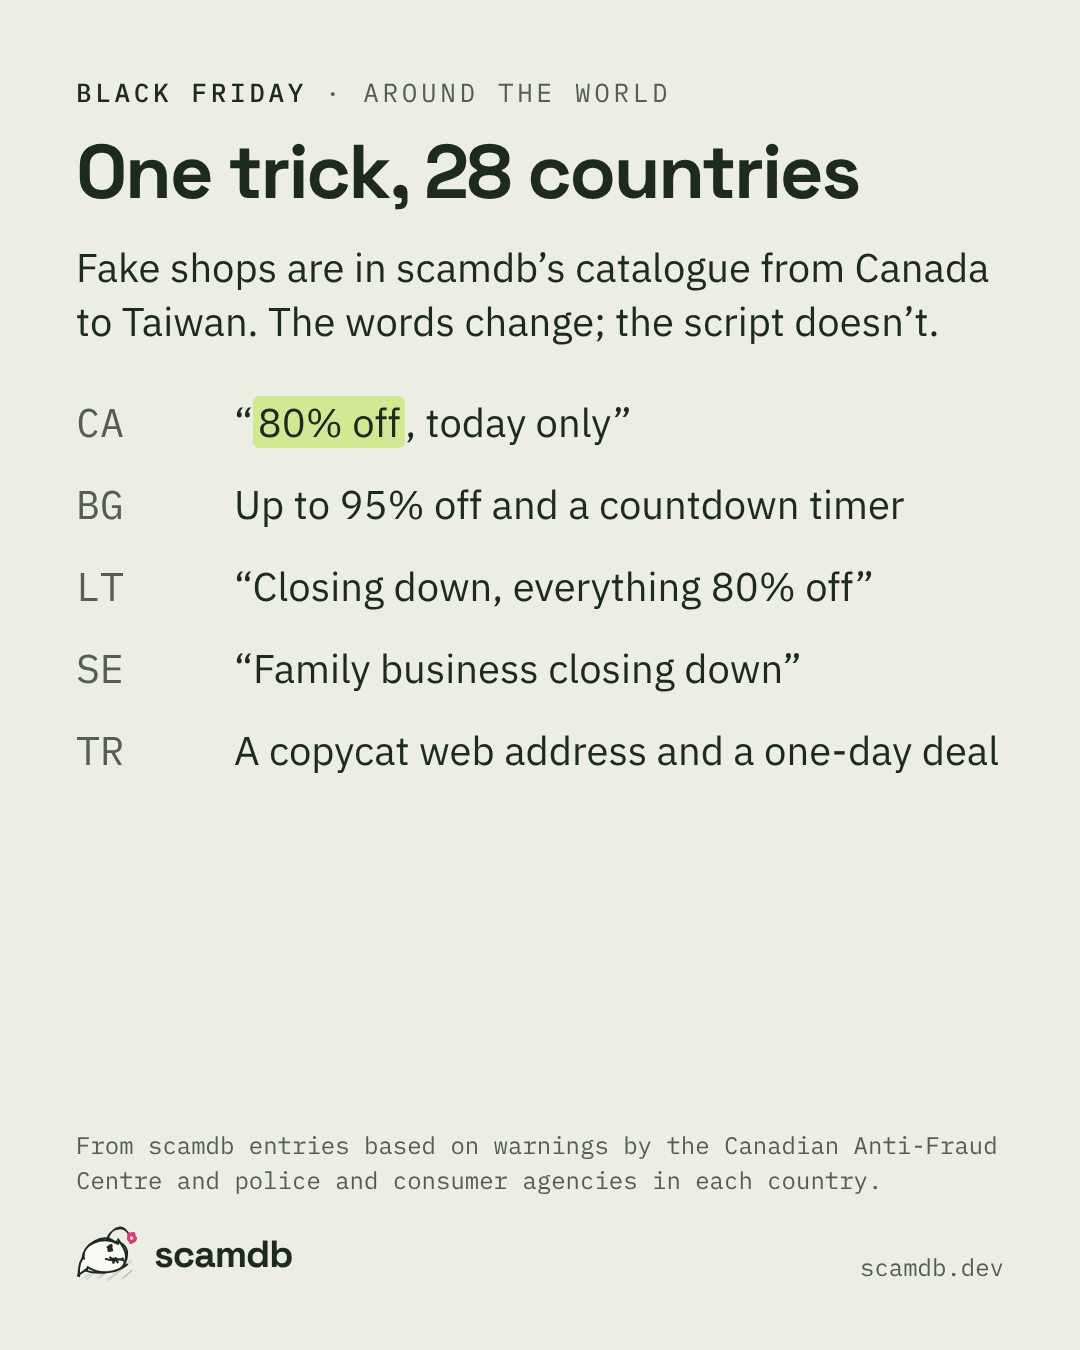 BLACK FRIDAY · AROUND THE WORLD
One trick, 28 countries
Fake shops are in scamdb’s catalogue from Canada
to Taiwan. The words change; the script doesn’t.
CA “80% off, today only”
BG Up to 95% off and a countdown timer
LT “Closing down, everything 80% off”
SE “Family business closing down”
TR A copycat web address and a one-day deal
From scamdb entries based on warnings by the Canadian Anti-Fraud
Centre and police and consumer agencies in each country.
scamdb
scamdb.dev